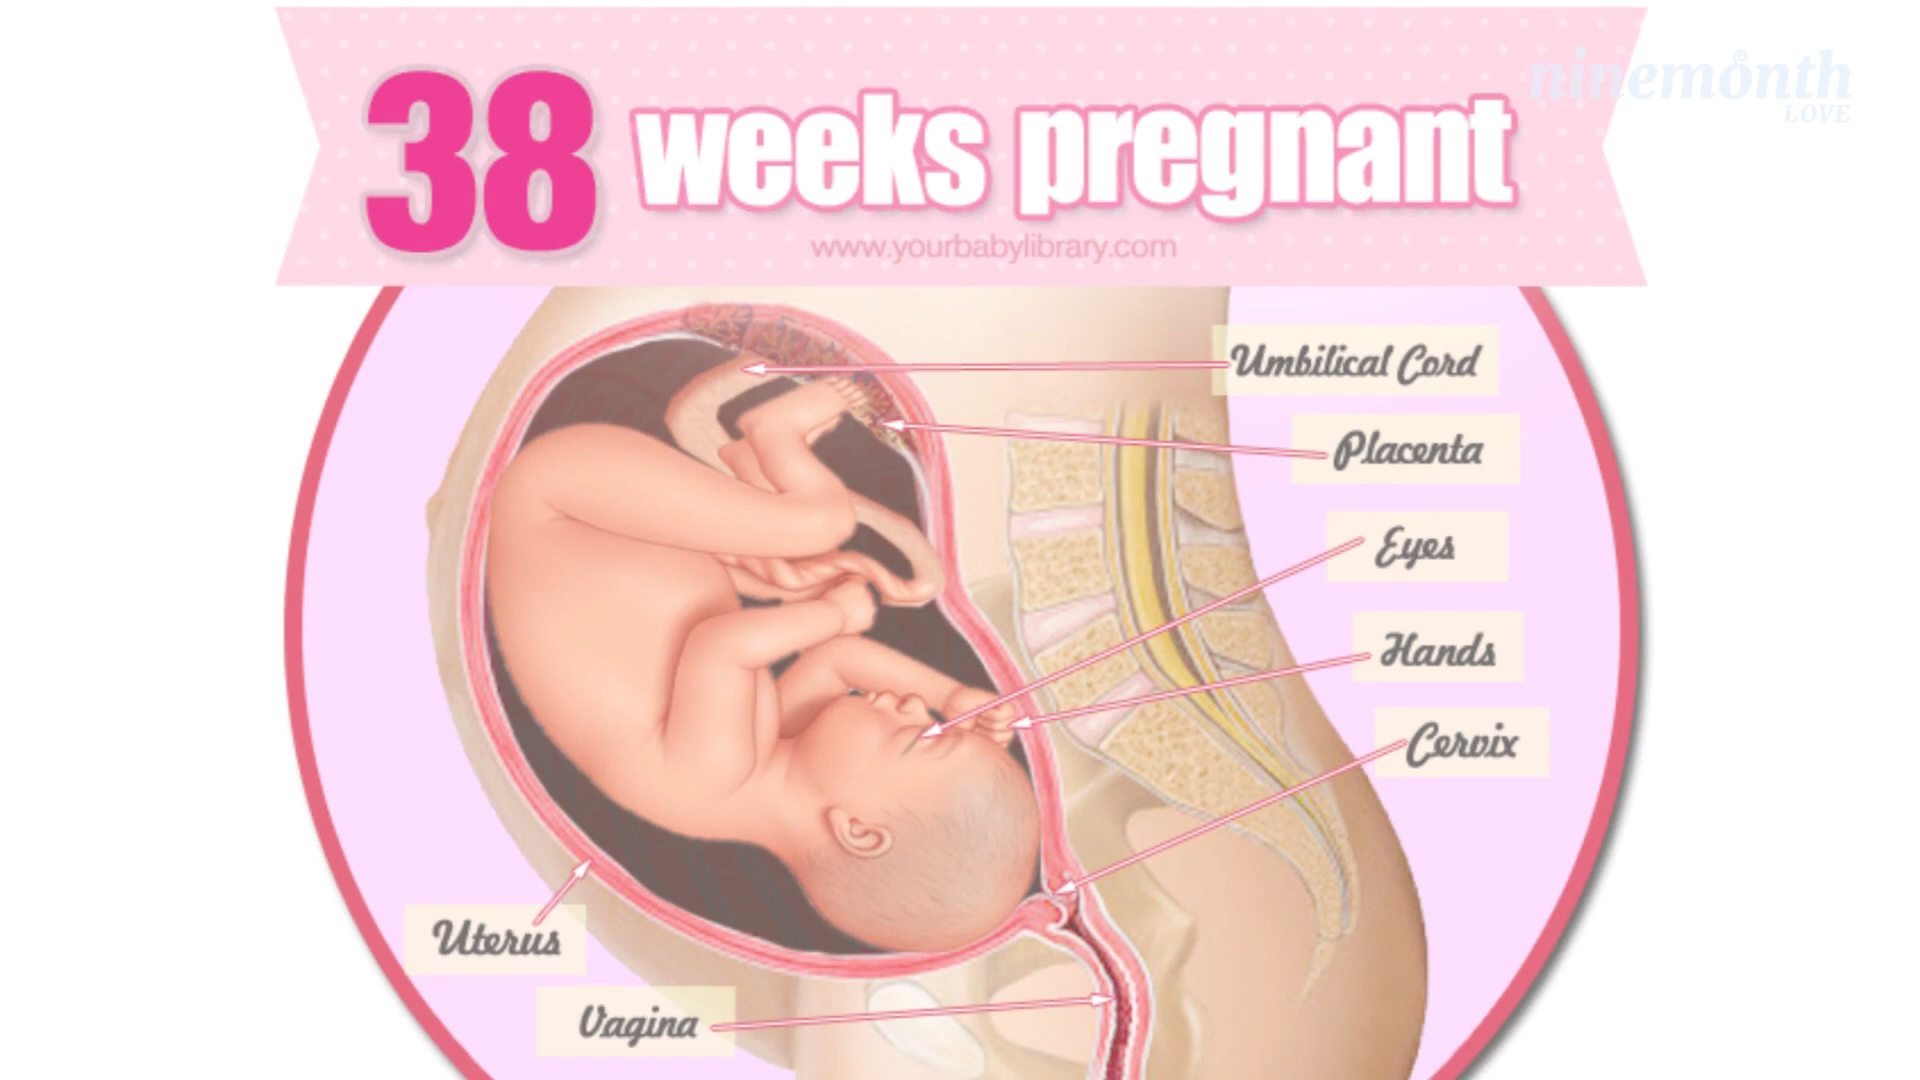 38 weeks pregnant
ninemonth
LOVE
www.yourbabylibrary.com
Umbilical Cord
Placenta
Eyes
Hands
Cervix
Uterus
Vagina